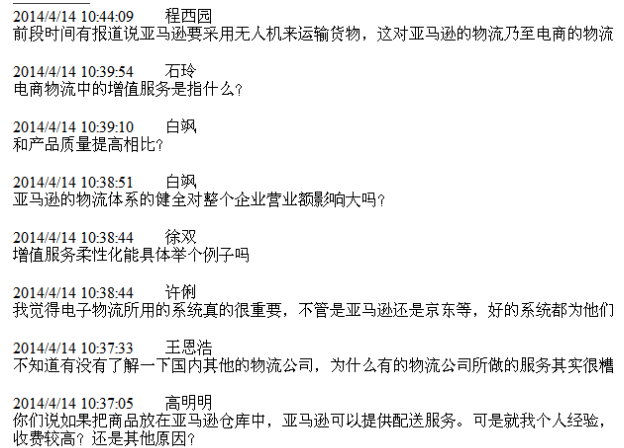 2014/4/14 10:44:09 程西园
前段时间有报道说亚马逊要采用无人机来运输货物，这对亚马逊的物流乃至电商的物流
2014/4/14 10:39:54 石玲
电商物流中的增值服务是指什么？
2014/4/14 10:39:10 白飒
和产品质量提高相比？
2014/4/14 10:38:51 白飒
亚马逊的物流体系的健全对整个企业营业额影响大吗？
2014/4/14 10:38:44 徐双
增值服务柔性化能具体举个例子吗
2014/4/14 10:38:44 许俐
我觉得电子物流所用的系统真的很重要，不管是亚马逊还是京东等，好的系统都为他们
2014/4/14 10:37:33 王恩浩
不知道有没有了解一下国内其他的物流公司，为什么有的物流公司所做的服务其实很糟
2014/4/14 10:37:05 高明明
你们说如果把商品放在亚马逊仓库中，亚马逊可以提供配送服务。可是就我个人经验，
收费较高？还是其他原因？